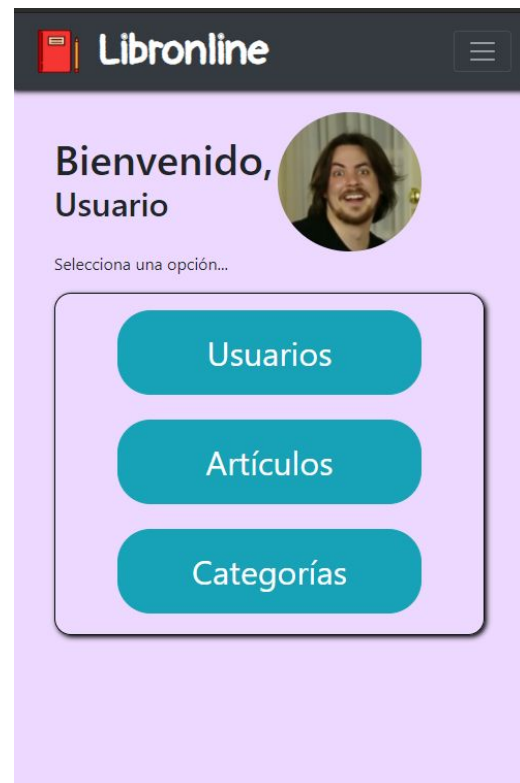 Libronline
Bienvenido,
Usuario
Selecciona una opción...
Usuarios
Artículos
Categorías